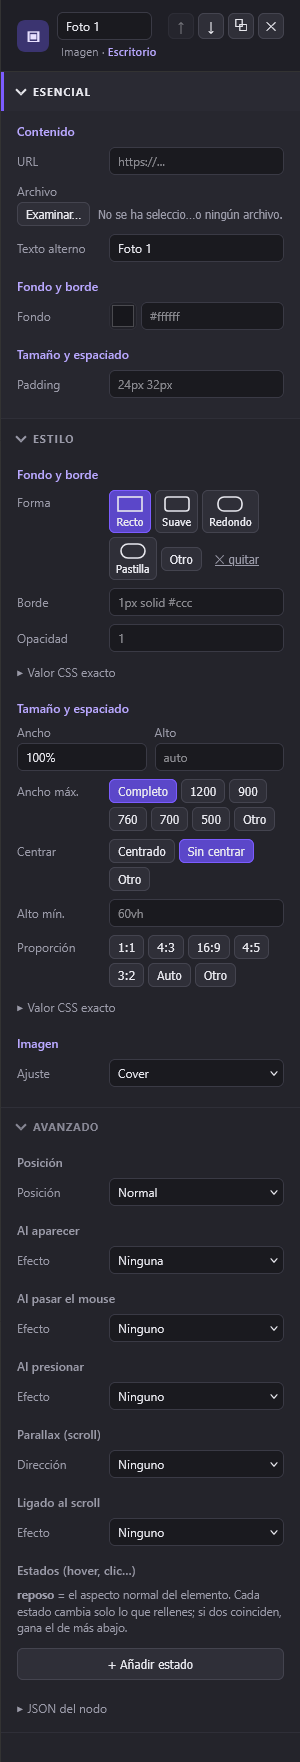 Foto 1
Imagen · Escritorio
ESENCIAL
Contenido
URL https://...
Archivo
Examinar... No se ha seleccio...o ningún archivo.
Texto alterno Foto 1
Fondo y borde
Fondo #ffffff
Tamaño y espaciado
Padding 24px 32px
ESTILO
Fondo y borde
Forma
Recto Suave Redondo
Pastilla Otro × quitar
Borde 1px solid #ccc
Opacidad 1
▸ Valor CSS exacto
Tamaño y espaciado
Ancho Alto
100% auto
Ancho máx. Completo 1200 900
760 700 500 Otro
Centrar Centrado Sin centrar
Otro
Alto mín. 60vh
Proporción 1:1 4:3 16:9 4:5
3:2 Auto Otro
▸ Valor CSS exacto
Imagen
Ajuste Cover
AVANZADO
Posición
Posición Normal
Al aparecer
Efecto Ninguna
Al pasar el mouse
Efecto Ninguno
Al presionar
Efecto Ninguno
Parallax (scroll)
Dirección Ninguno
Ligado al scroll
Efecto Ninguno
Estados (hover, clic...)
reposo = el aspecto normal del elemento. Cada
estado cambia solo lo que rellenes; si dos coinciden,
gana el de más abajo.
+ Añadir estado
▸ JSON del nodo